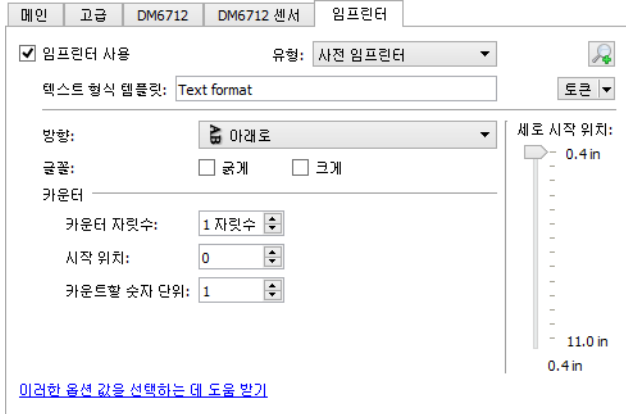 메인 고급 DM6712 DM6712 센서 임프린터
임프린터 사용 유형: 사전 임프린터
텍스트 형식 템플릿: Text format 토큰
방향: AB 아래로 세로 시작 위치:
0.4 in
글꼴: 굵게 크게
카운터
카운터 자릿수: 1 자릿수
시작 위치: 0
카운트할 숫자 단위: 1
11.0 in
0.4 in
이러한 옵션 값을 선택하는 데 도움 받기